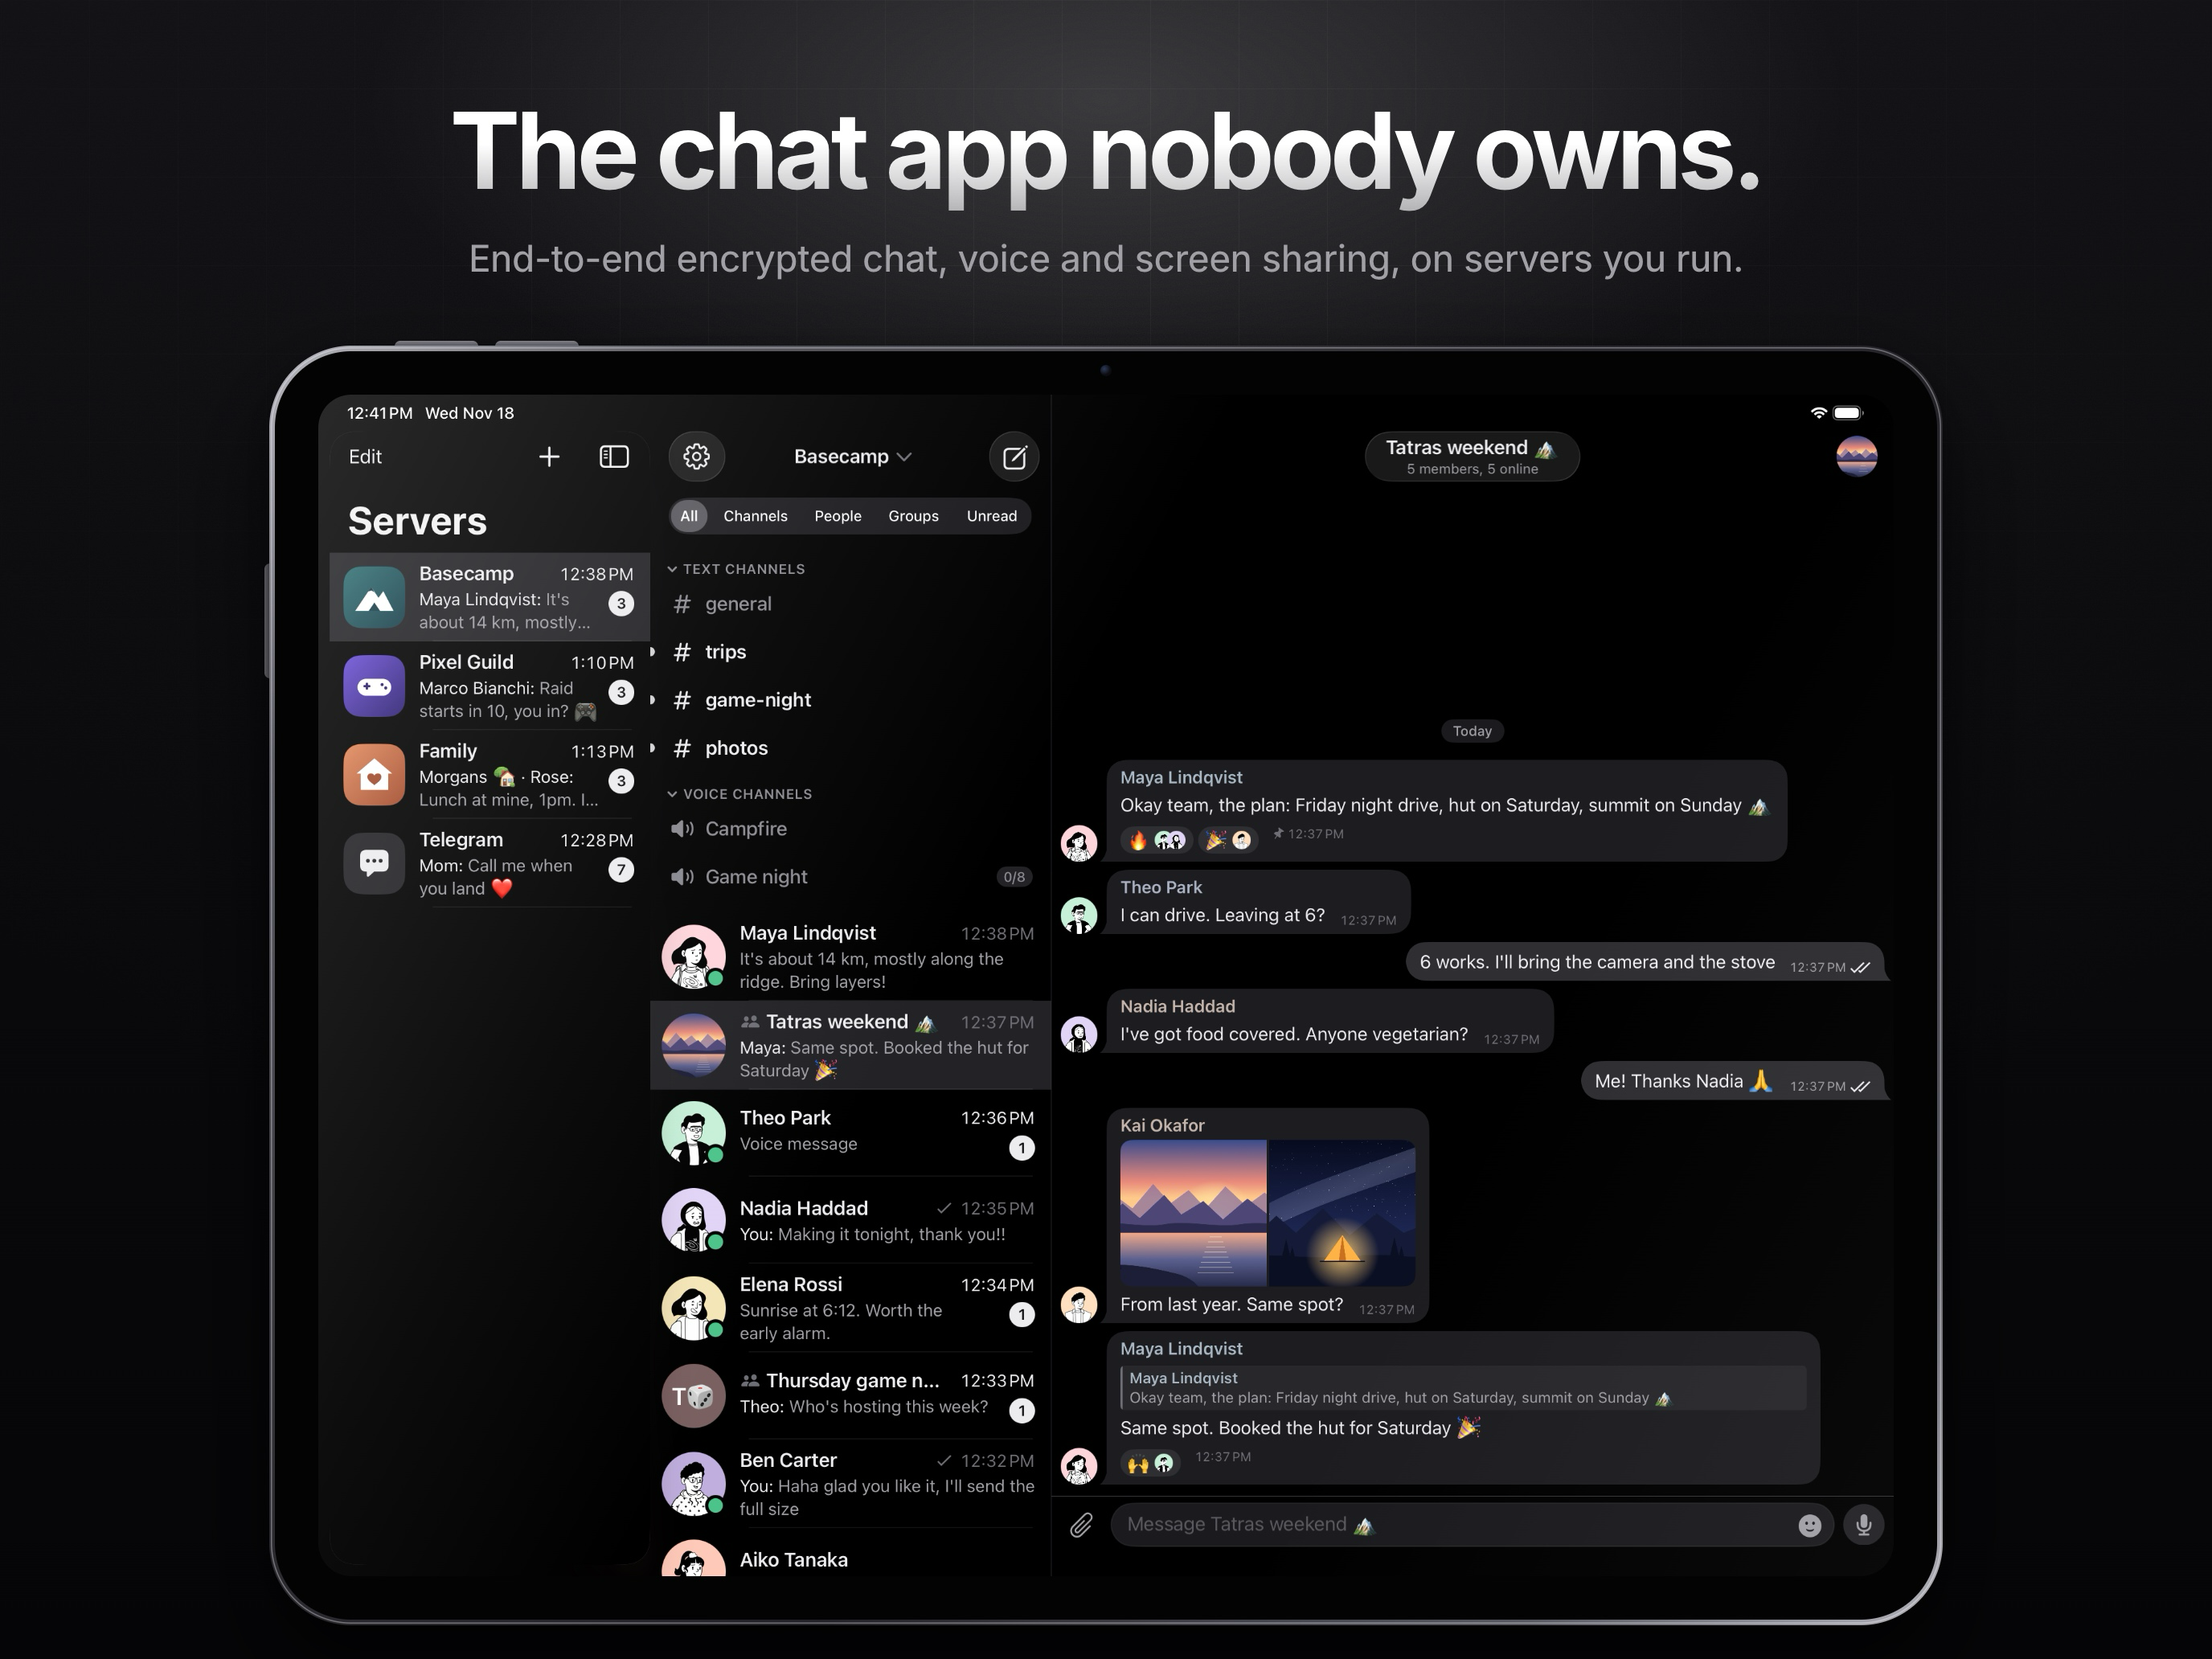 The chat app nobody owns.
End-to-end encrypted chat, voice and screen sharing, on servers you run.
12:41 PM Wed Nov 18
Edit
Servers
Basecamp 12:38 PM
Maya Lindqvist: It's
about 14 km, mostly...
3
Pixel Guild 1:10 PM
Marco Bianchi: Raid
starts in 10, you in? 🎮
3
Family 1:13 PM
Morgans 🏡 · Rose:
Lunch at mine, 1pm. I...
3
Telegram 12:28 PM
Mom: Call me when
you land ❤️
7
Basecamp
All Channels People Groups Unread
TEXT CHANNELS
# general
# trips
# game-night
# photos
VOICE CHANNELS
Campfire
Game night 0/8
Maya Lindqvist 12:38 PM
It's about 14 km, mostly along the
ridge. Bring layers!
Tatras weekend 🏔️ 12:37 PM
Maya: Same spot. Booked the hut for
Saturday 🎉
Theo Park 12:36 PM
Voice message 1
Nadia Haddad 12:35 PM
You: Making it tonight, thank you!!
Elena Rossi 12:34 PM
Sunrise at 6:12. Worth the
early alarm.
1
Thursday game n... 12:33 PM
Theo: Who's hosting this week? 1
T🎲
Ben Carter 12:32 PM
You: Haha glad you like it, I'll send the
full size
Aiko Tanaka
Tatras weekend 🏔️
5 members, 5 online
Today
Maya Lindqvist
Okay team, the plan: Friday night drive, hut on Saturday, summit on Sunday 🏔️
🔥 🎉 12:37 PM
Theo Park
I can drive. Leaving at 6? 12:37 PM
6 works. I'll bring the camera and the stove 12:37 PM
Nadia Haddad
I've got food covered. Anyone vegetarian? 12:37 PM
Me! Thanks Nadia 🙏 12:37 PM
Kai Okafor
From last year. Same spot? 12:37 PM
Maya Lindqvist
Maya Lindqvist
Okay team, the plan: Friday night drive, hut on Saturday, summit on Sunday 🏔️
Same spot. Booked the hut for Saturday 🎉
🙌 12:37 PM
Message Tatras weekend 🏔️